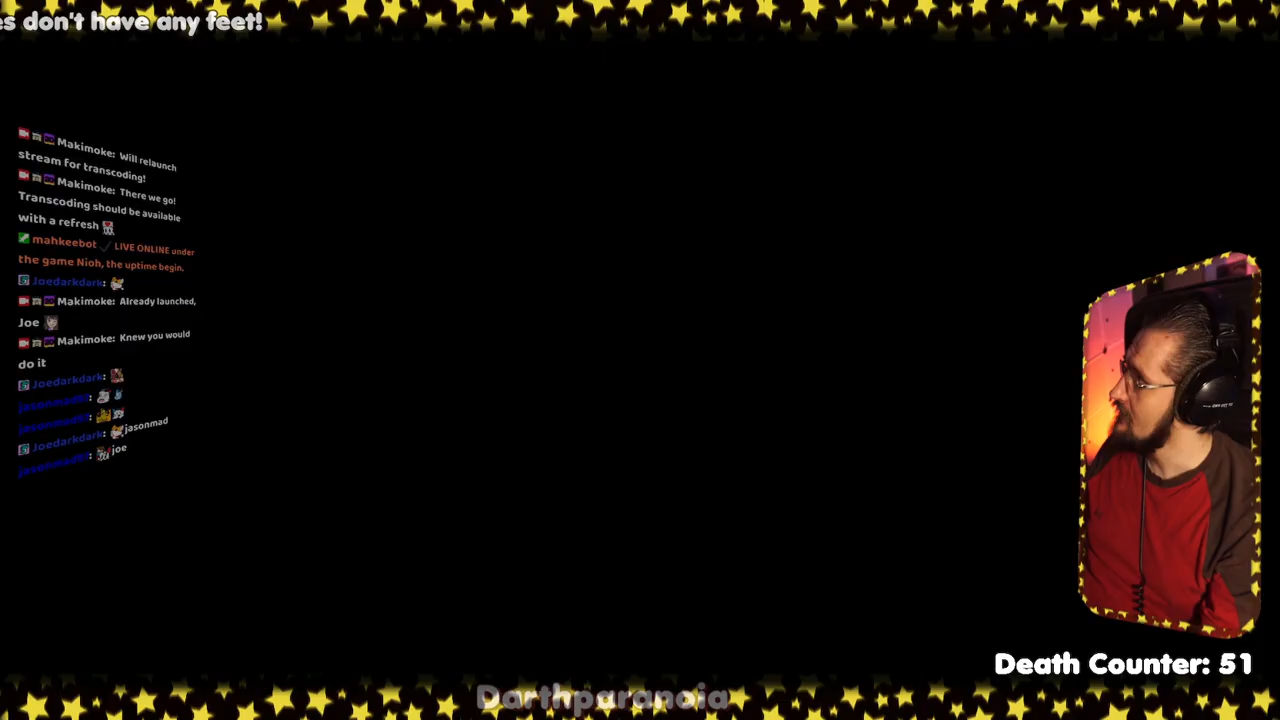 es don't have any feet!
Makimoke: Will relaunch
stream for transcoding!
Makimoke: There we go!
Transcoding should be available
with a refresh
mahkeebot LIVE ONLINE under
the game Nioh, the uptime begin.
Joedarkdark:
Makimoke: Already launched,
Joe
Makimoke: Knew you would
do it
Joedarkdark:
Joedarkdark: jasonmad
joe
Death Counter: 51
Darthparanoia